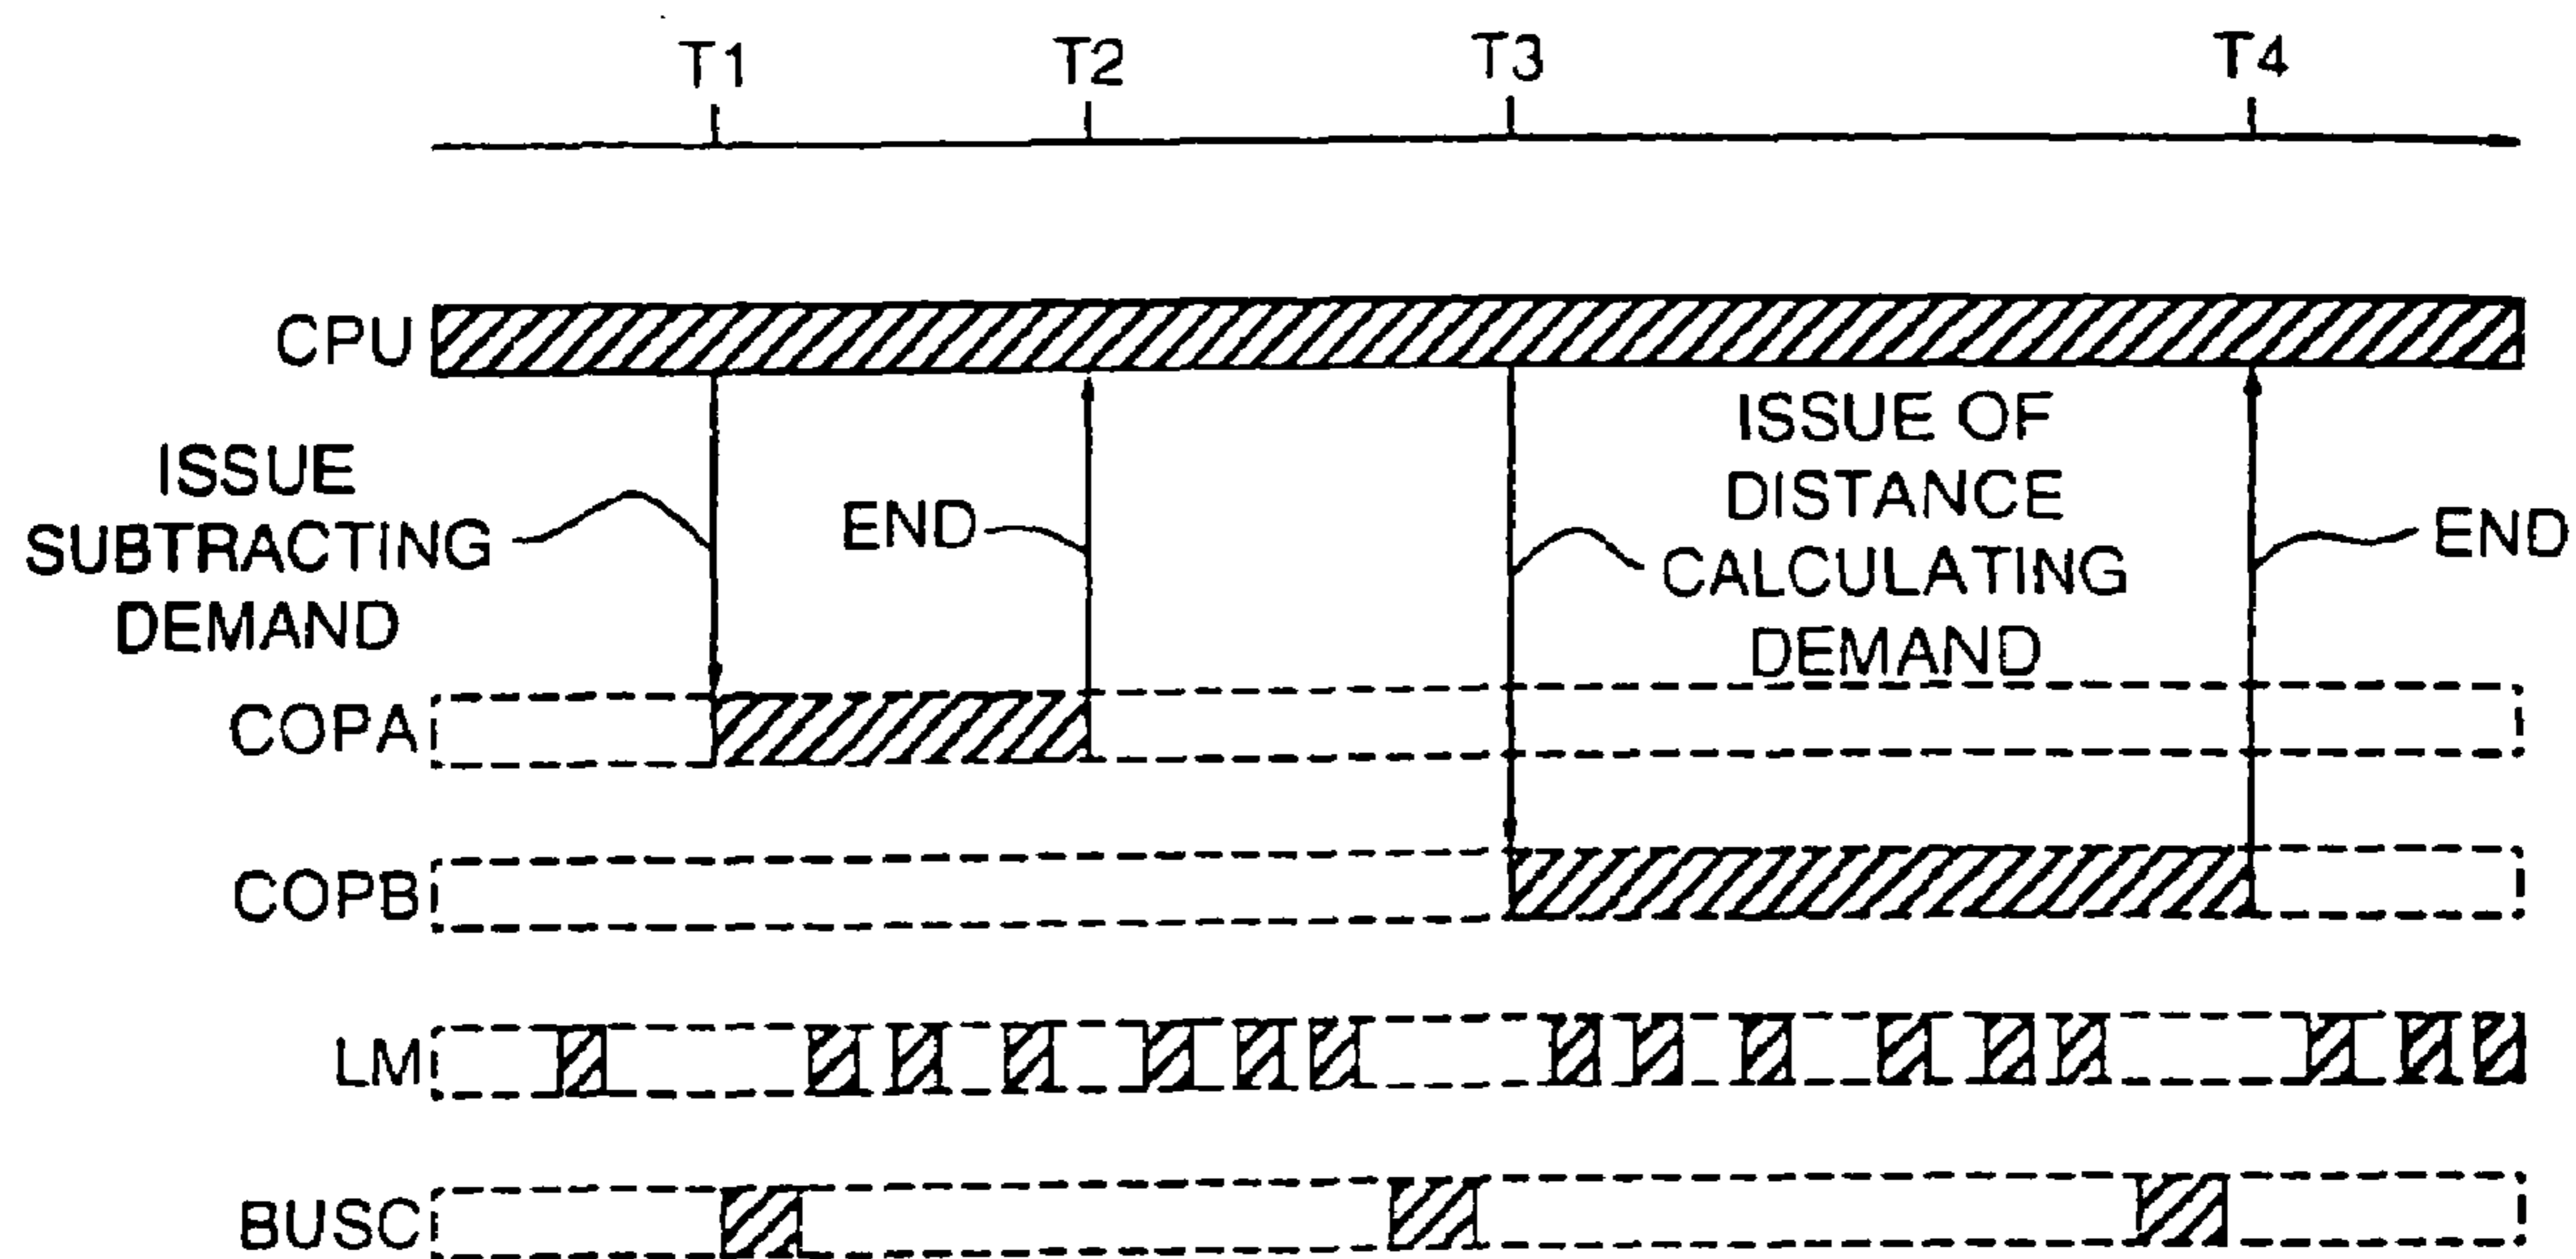 T1 T2 T3 T4
CPU
ISSUE
SUBTRACTING
DEMAND
END
ISSUE OF
DISTANCE
CALCULATING
DEMAND
END
COPA
COPB
LM
BUSC